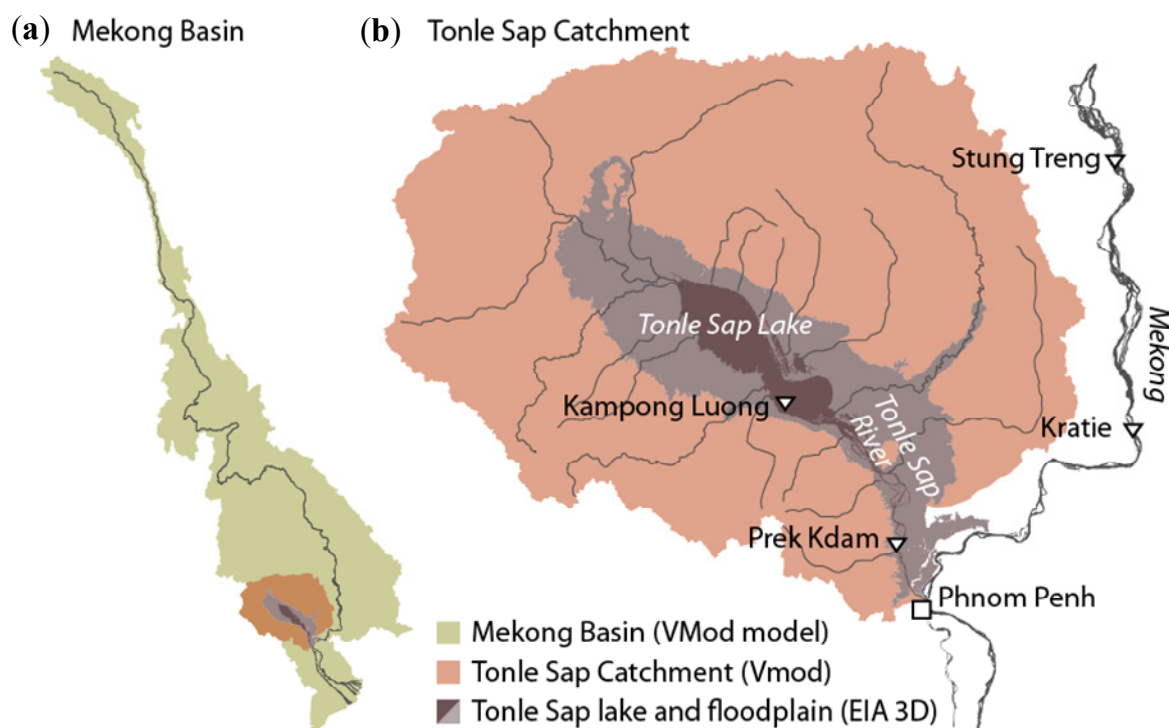 (a) Mekong Basin
(b) Tonle Sap Catchment
Stung Treng
Mekong
Tonle Sap Lake
Kampong Luong
Tonle Sap
River
Kratie
Prek Kdam
Phnom Penh
Mekong Basin (VMod model)
Tonle Sap Catchment (Vmod)
Tonle Sap lake and floodplain (EIA 3D)